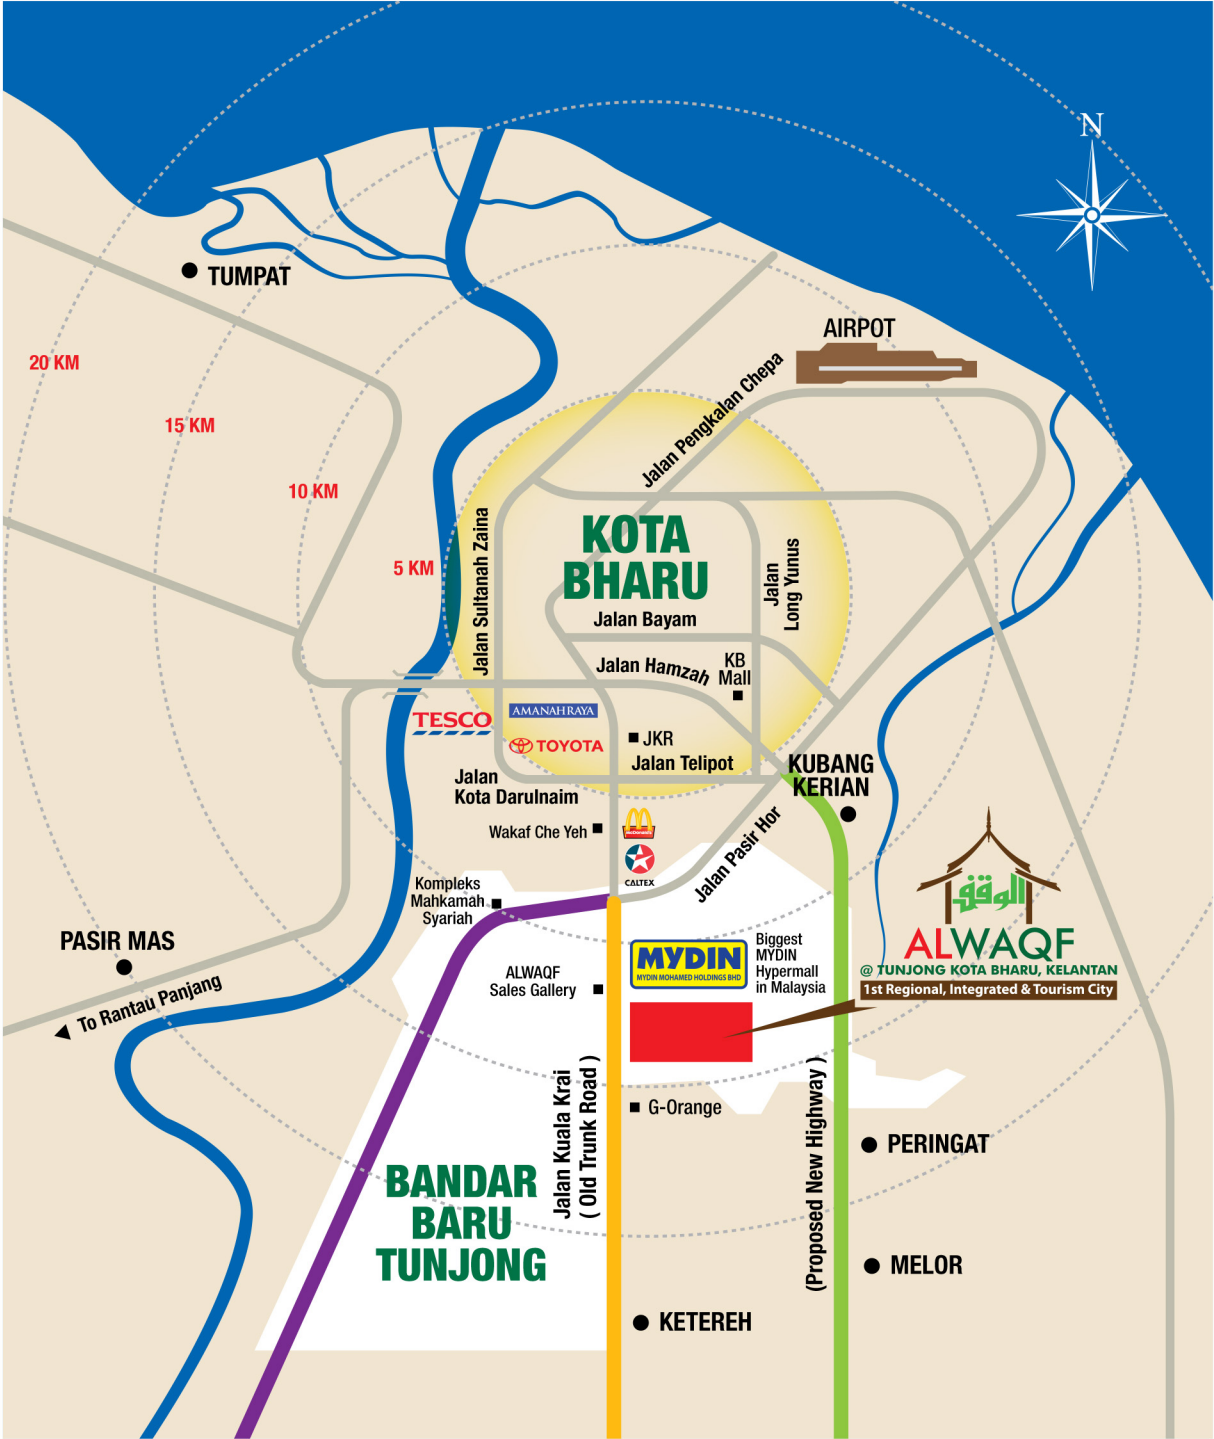 N
TUMPAT
AIRPOT
20 KM
15 KM
10 KM
5 KM
Jalan Pengkalan Chepa
Jalan Sultanah Zaina
KOTA
BHARU
Jalan
Long Yunus
Jalan Bayam
Jalan Hamzah
KB
Mall
TESCO
AMANAHRAYA
TOYOTA
JKR
Jalan Telipot
KUBANG
KERIAN
Jalan
Kota Darulnaim
Wakaf Che Yeh
McDonald's
CALTEX
Jalan Pasir Hor
Kompleks
Mahkamah
Syariah
PASIR MAS
To Rantau Panjang
ALWAQF
Sales Gallery
MYDIN
MYDIN MOHAMED HOLDINGS BHD
Biggest
MYDIN
Hypermall
in Malaysia
الوقف
ALWAQF
@ TUNJONG KOTA BHARU, KELANTAN
1st Regional, Integrated & Tourism City
Jalan Kuala Krai
( Old Trunk Road )
G-Orange
(Proposed New Highway )
PERINGAT
BANDAR
BARU
TUNJONG
MELOR
KETEREH